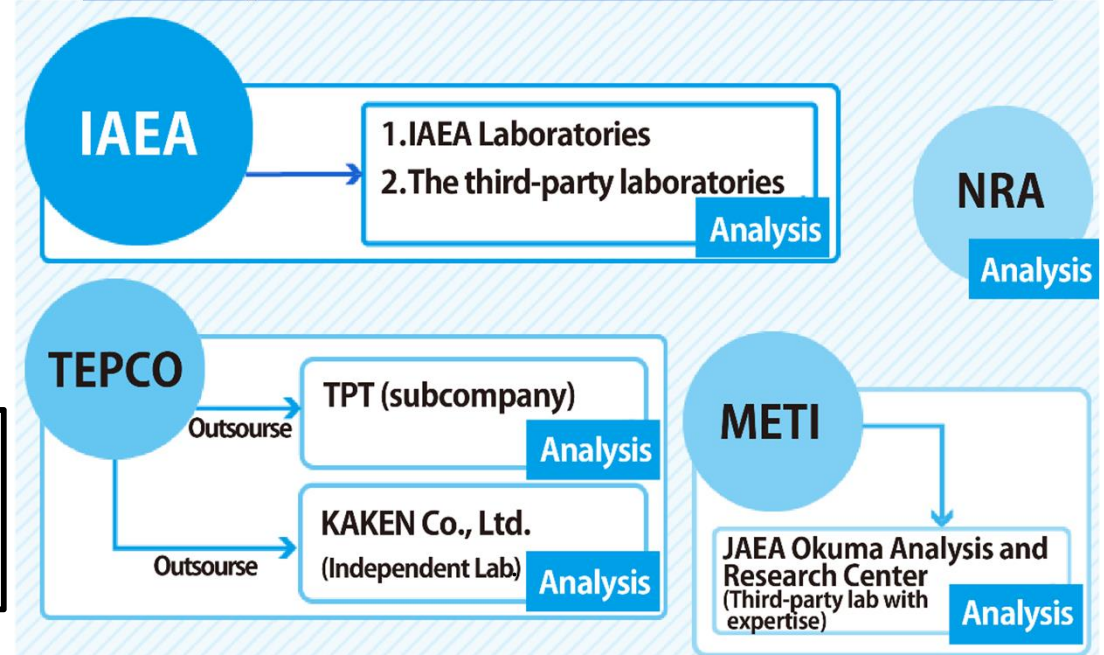 IAEA
1.IAEA Laboratories
2.The third-party laboratories
Analysis
NRA
Analysis
TEPCO
Outsourse
TPT (subcompany)
Analysis
Outsourse
KAKEN Co., Ltd.
(Independent Lab.)
Analysis
METI
JAEA Okuma Analysis and
Research Center
(Third-party lab with
expertise)
Analysis